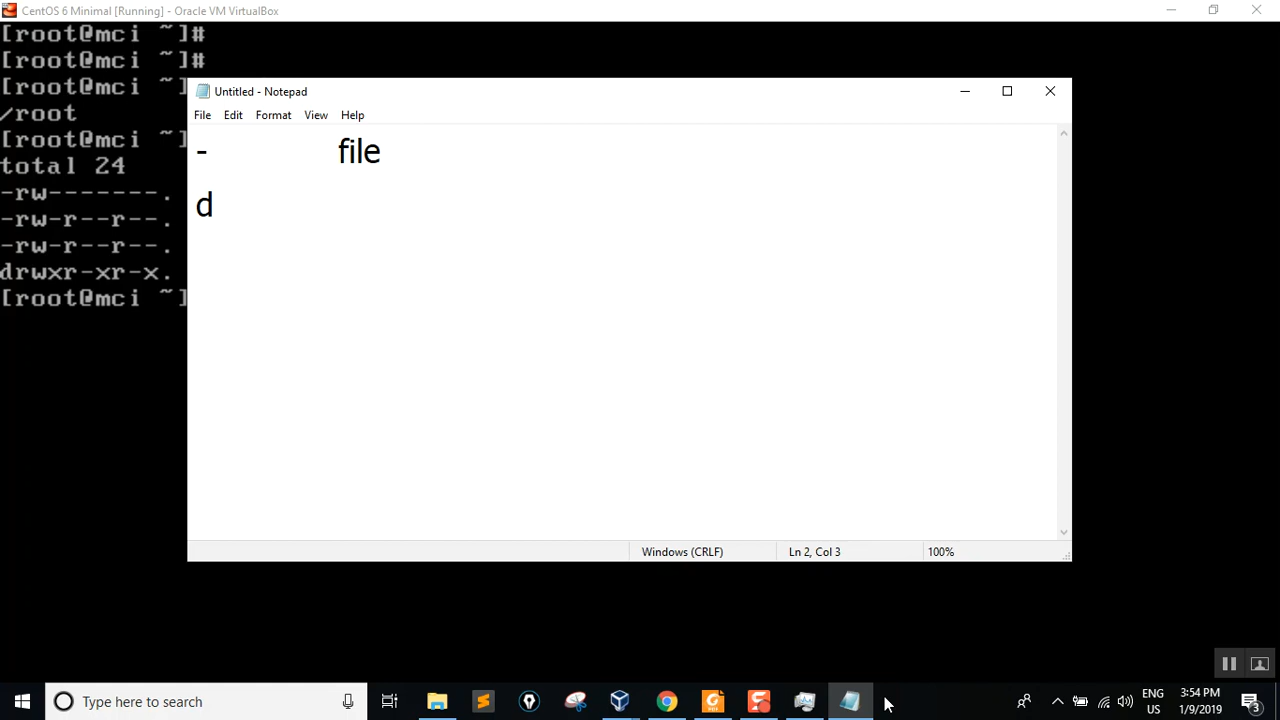 CentOS 6 Minimal [Running] - Oracle VM VirtualBox
[root@mci ~]#
[root@mci ~]#
[root@mci ~]
/root
[root@mci ~]
total 24
-rw-------.
-rw-r--r--.
-rw-r--r--.
drwxr-xr-x.
[root@mci ~]
Untitled - Notepad
File Edit Format View Help
- file
d
Windows (CRLF) Ln 2, Col 3 100%
Type here to search
ENG
US
3:54 PM
1/9/2019
3